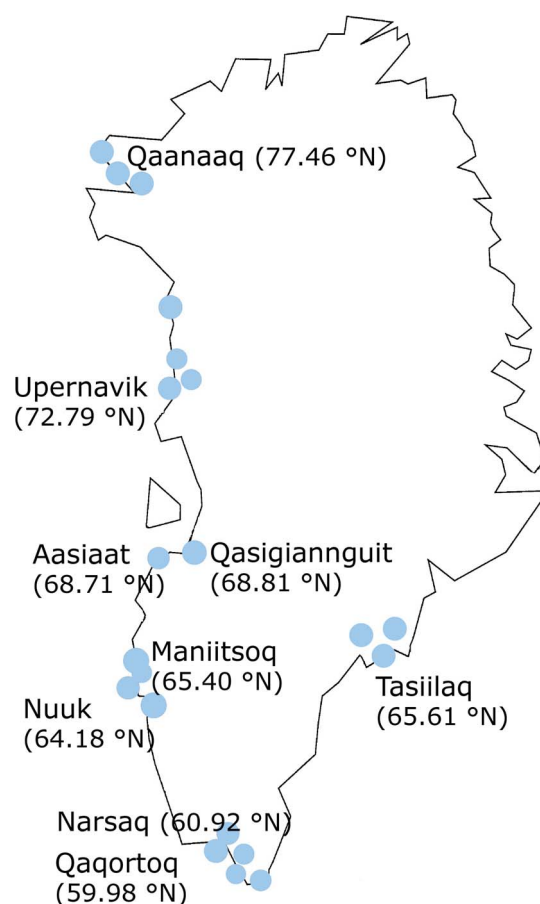 Qaanaaq (77.46 °N)
Upernavik
(72.79 °N)
Aasiaat
(68.71 °N)
Qasigiannguit
(68.81 °N)
Maniitsoq
(65.40 °N)
Tasiilaq
(65.61 °N)
Nuuk
(64.18 °N)
Narsaq (60.92 °N)
Qaqortoq
(59.98 °N)